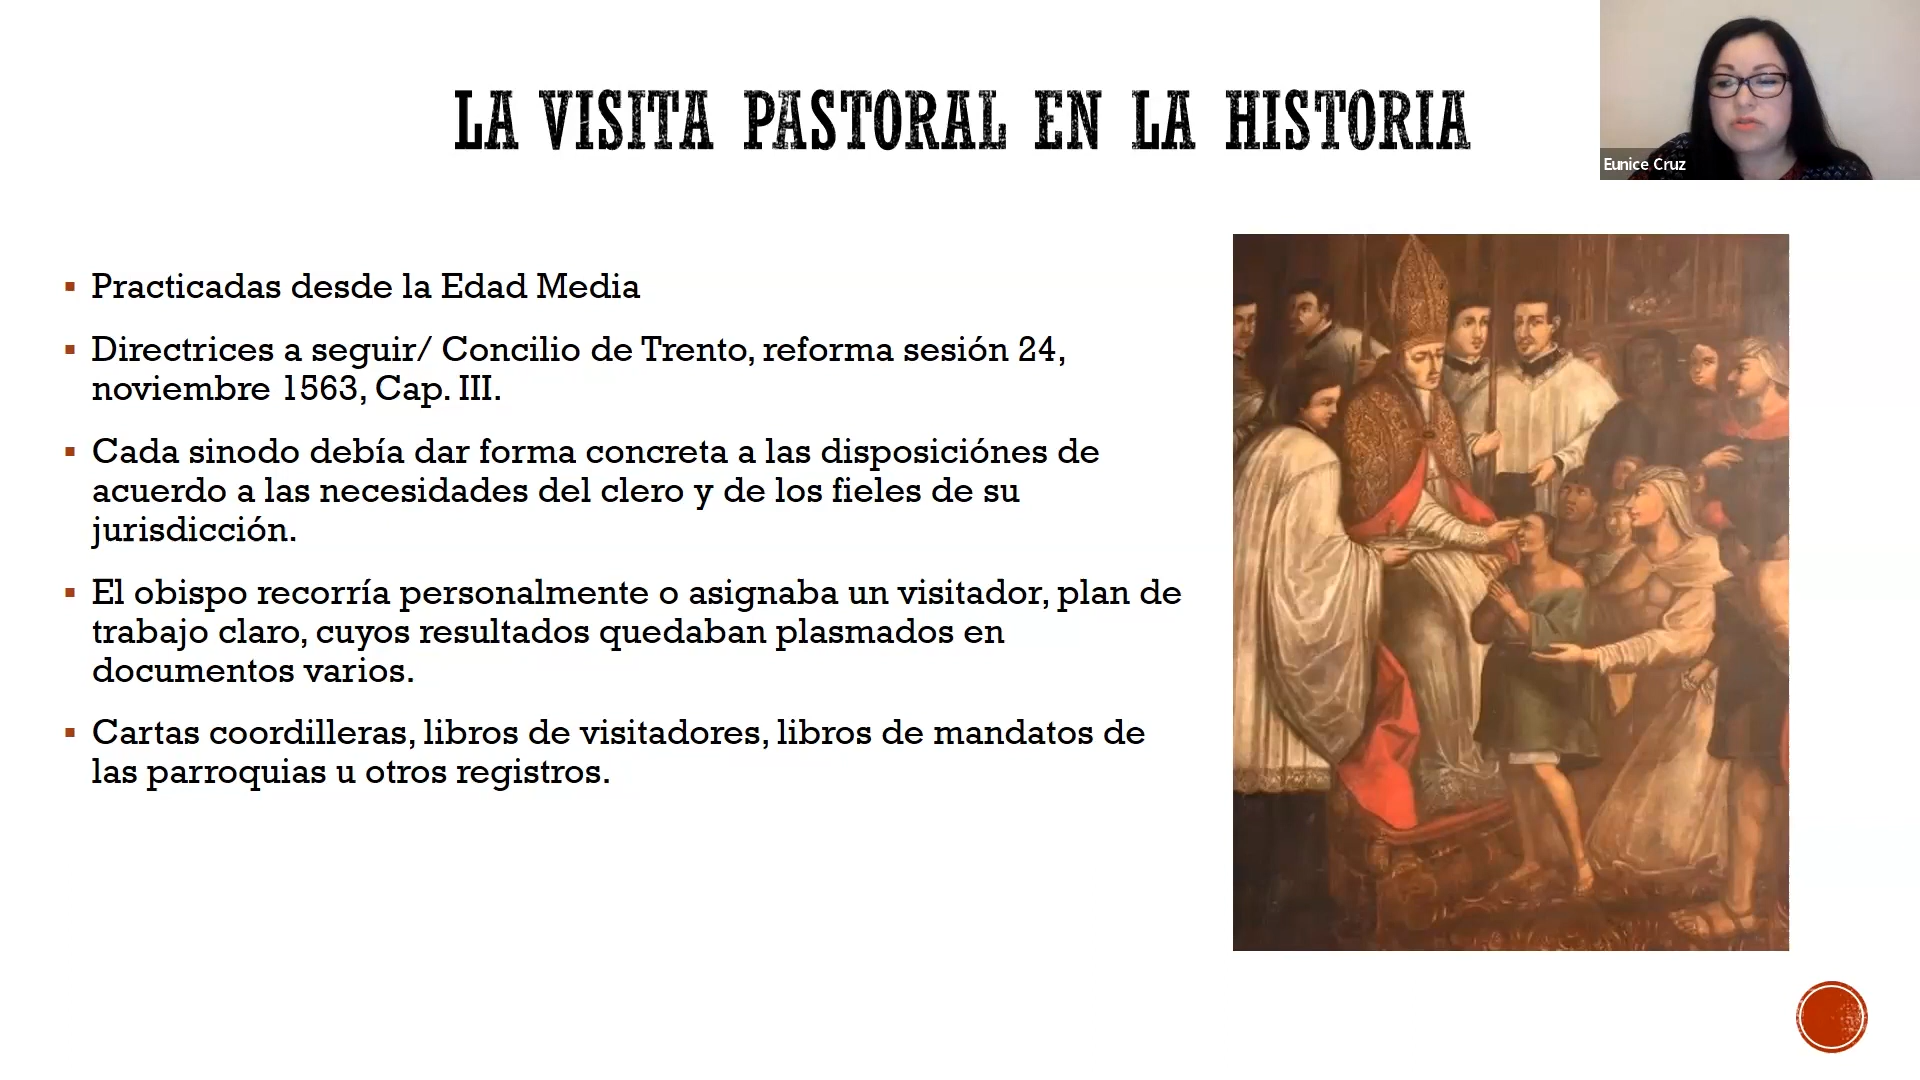 LA VISITA PASTORAL EN LA HISTORIA
Eunice Cruz
Practicadas desde la Edad Media
Directrices a seguir/ Concilio de Trento, reforma sesión 24,
noviembre 1563, Cap. III.
Cada sinodo debía dar forma concreta a las disposiciónes de
acuerdo a las necesidades del clero y de los fieles de su
jurisdicción.
El obispo recorría personalmente o asignaba un visitador, plan de
trabajo claro, cuyos resultados quedaban plasmados en
documentos varios.
Cartas coordilleras, libros de visitadores, libros de mandatos de
las parroquias u otros registros.